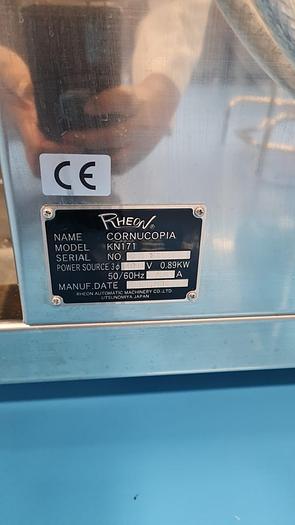 CE
RHEON
NAME CORNUCOPIA
MODEL KN171
SERIAL NO.
POWER SOURCE 3φ V 0.89KW
50/60Hz A
MANUF.DATE
RHEON AUTOMATIC MACHINERY CO.,LTD.
UTSUNOMIYA JAPAN